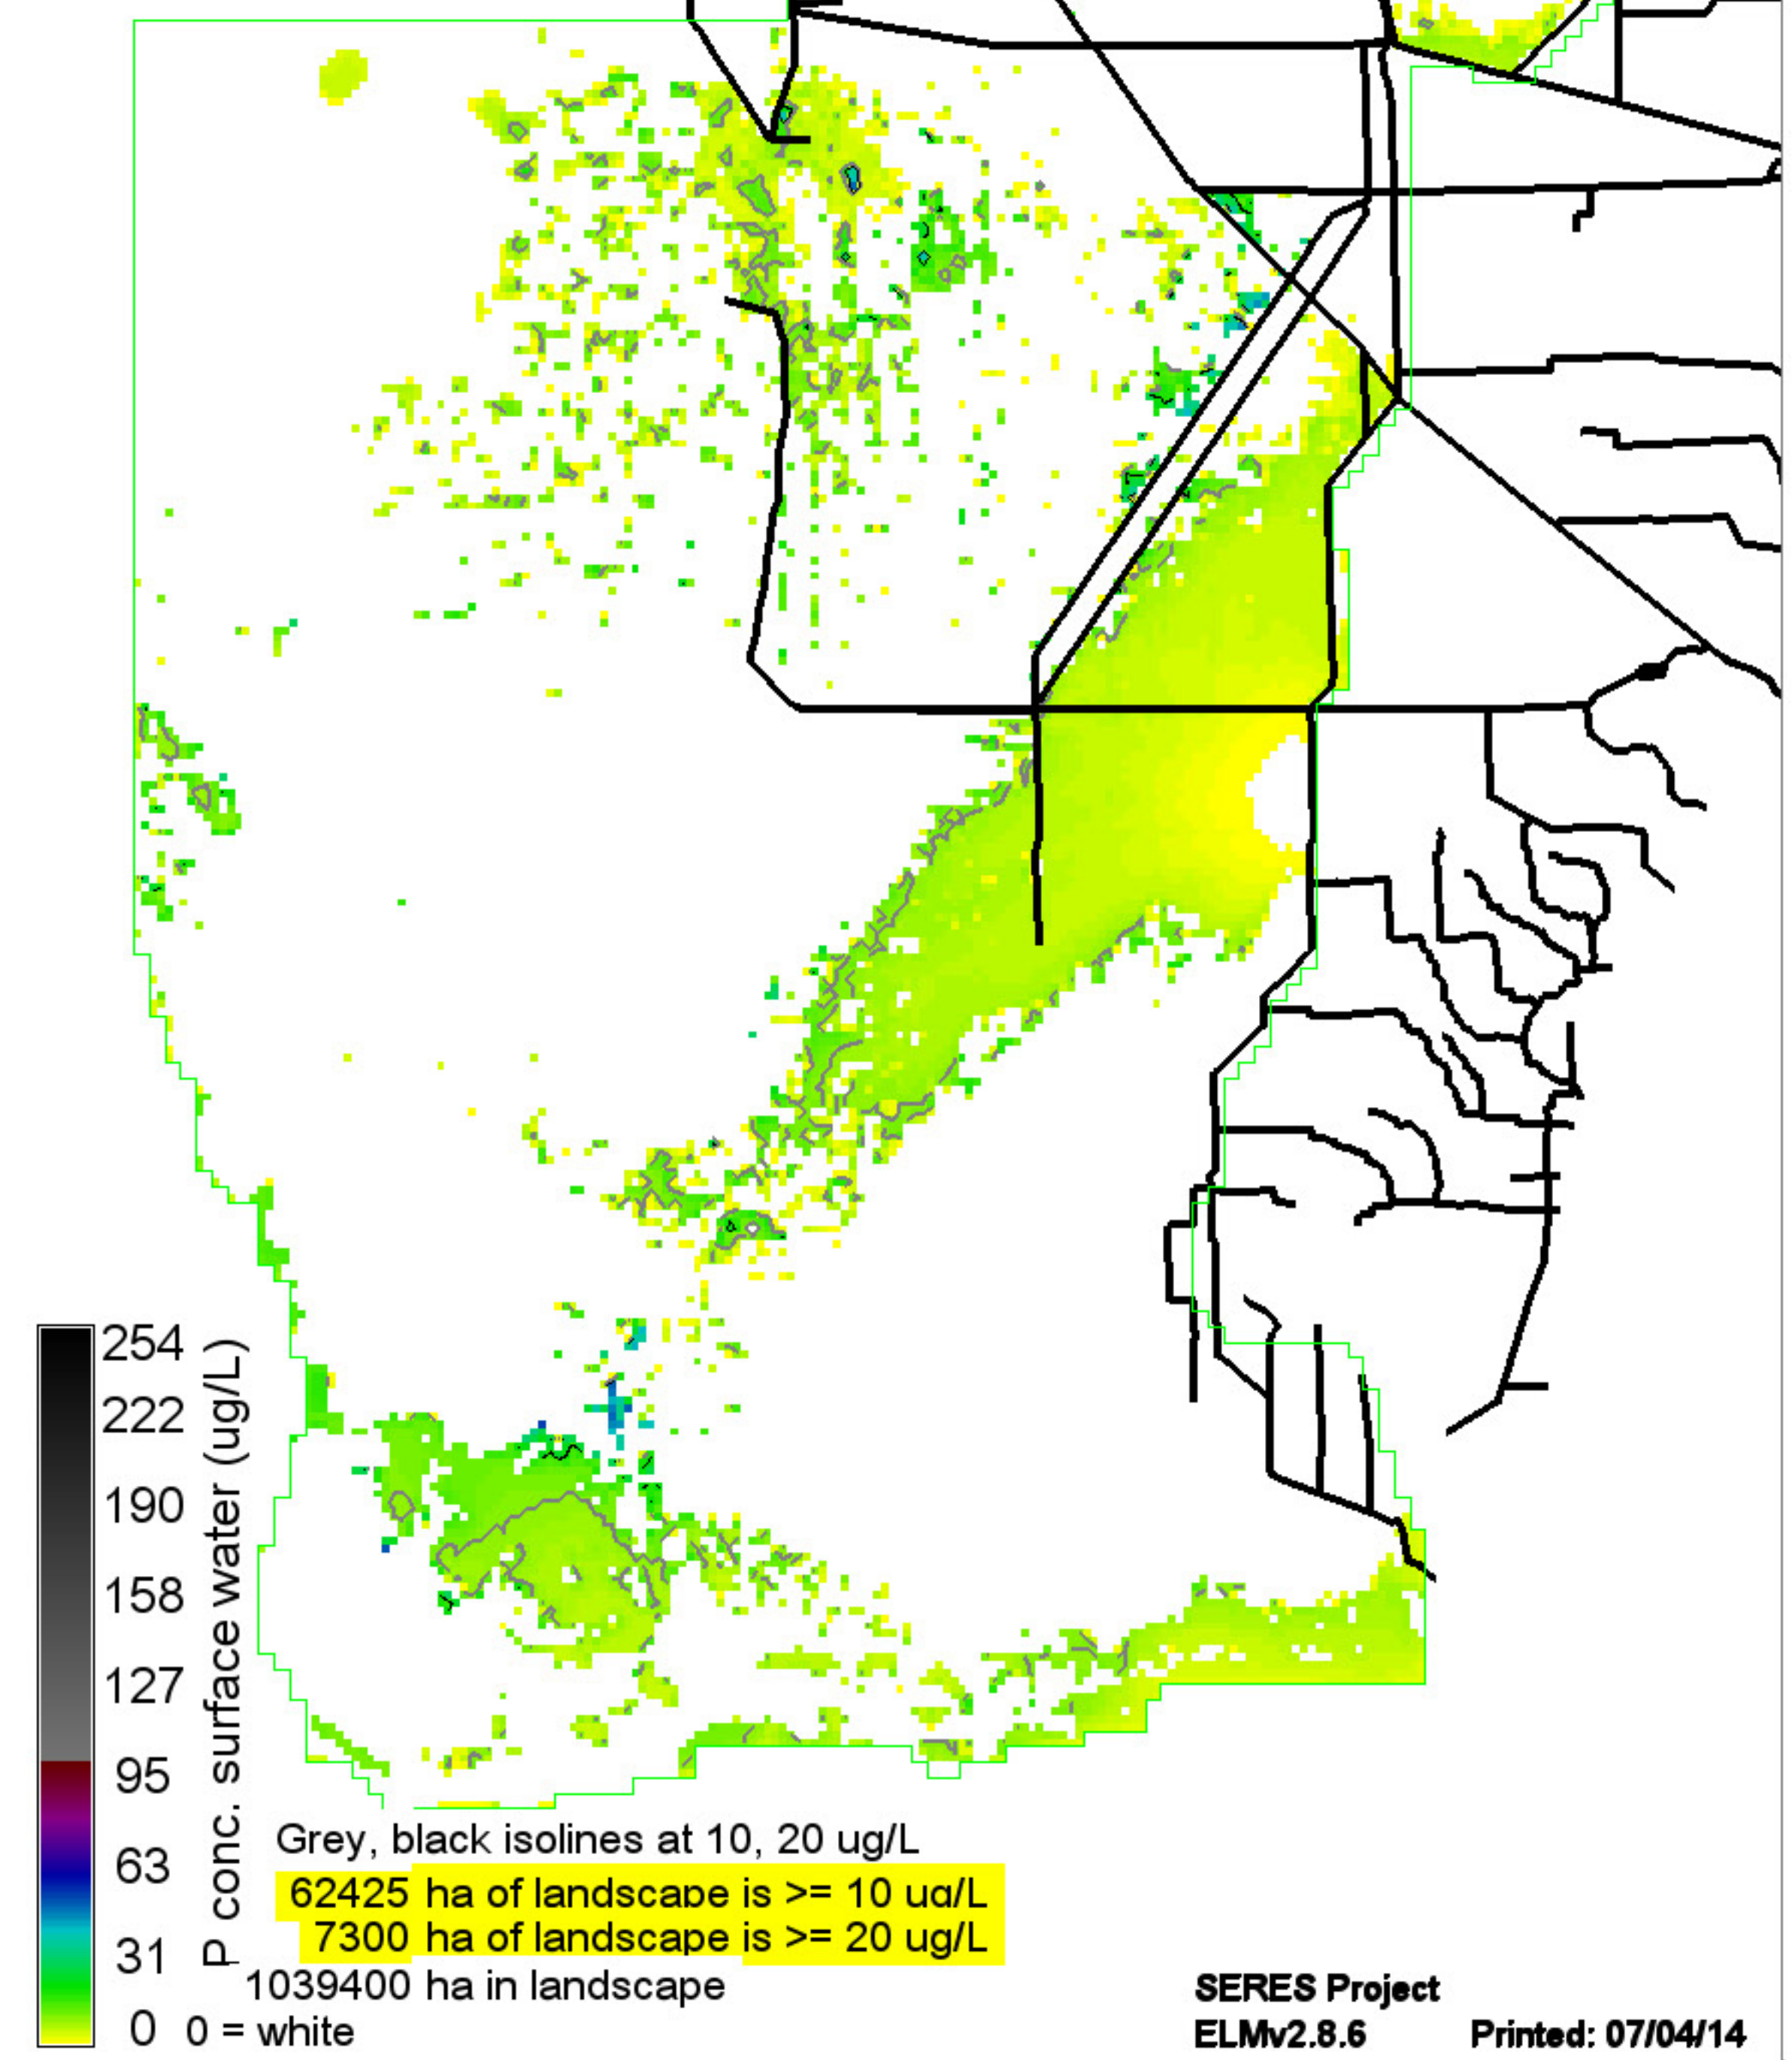 254
222
190
158
127
95
63
31
0
P conc. surface water (ug/L)
Grey, black isolines at 10, 20 ug/L
62425 ha of landscape is >= 10 ug/L
7300 ha of landscape is >= 20 ug/L
1039400 ha in landscape
0 = white
SERES Project
ELMv2.8.6
Printed: 07/04/14